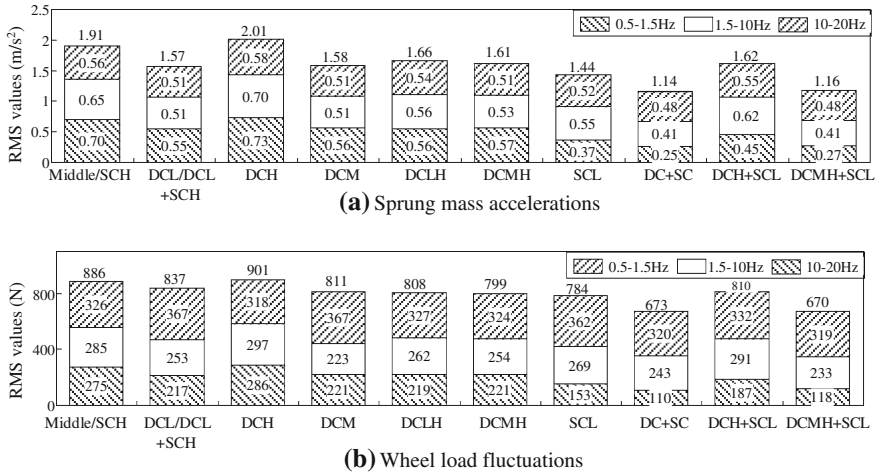 2.5
2
1.5
1
0.5
0
RMS values (m/s²)
0.5-1.5Hz 1.5-10Hz 10-20Hz
1.91 1.57 2.01 1.58 1.66 1.61 1.44 1.14 1.62 1.16
0.56 0.51 0.58 0.51 0.54 0.51 0.52 0.48 0.55 0.48
0.65 0.51 0.70 0.51 0.56 0.53 0.55 0.41 0.62 0.41
0.70 0.55 0.73 0.56 0.56 0.57 0.37 0.25 0.45 0.27
Middle/SCH DCL/DCL DCH DCM DCLH DCMH SCL DC+SC DCH+SCL DCMH+SCL
+SCH
(a) Sprung mass accelerations
800
400
0
RMS values (N)
0.5-1.5Hz 1.5-10Hz 10-20Hz
886 837 901 811 808 799 784 673 810 670
326 367 318 367 327 324 362 320 332 319
285 253 297 223 262 254 269 243 291 233
275 217 286 221 219 221 153 110 187 118
Middle/SCH DCL/DCL DCH DCM DCLH DCMH SCL DC+SC DCH+SCL DCMH+SCL
+SCH
(b) Wheel load fluctuations